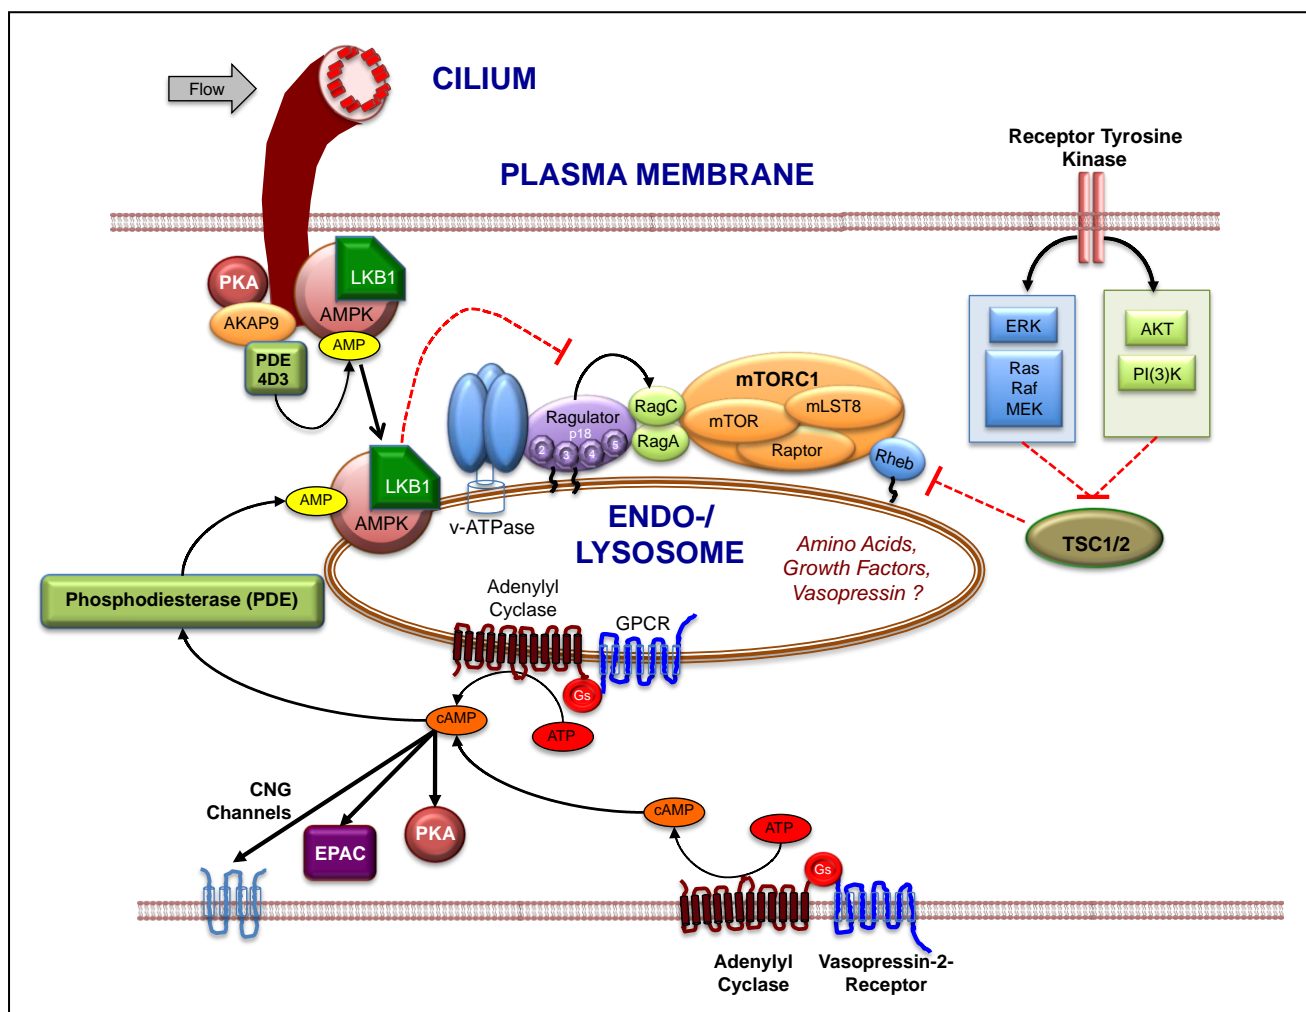 Flow
CILIUM
Receptor Tyrosine
Kinase
PLASMA MEMBRANE
LKB1
PKA
AMPK
AKAP9
AMP
PDE
4D3
ERK
Ras
Raf
MEK
AKT
PI(3)K
mTORC1
mLST8
mTOR
Raptor
RagC
RagA
Ragulator
p18
2
3
4
5
Rheb
LKB1
AMP
AMPK
v-ATPase
ENDO-/
LYSOSOME
Amino Acids,
Growth Factors,
Vasopressin ?
TSC1/2
Phosphodiesterase (PDE)
Adenylyl
Cyclase
GPCR
Gs
cAMP
ATP
CNG
Channels
EPAC
PKA
cAMP
ATP
Gs
Adenylyl
Cyclase
Vasopressin-2-
Receptor